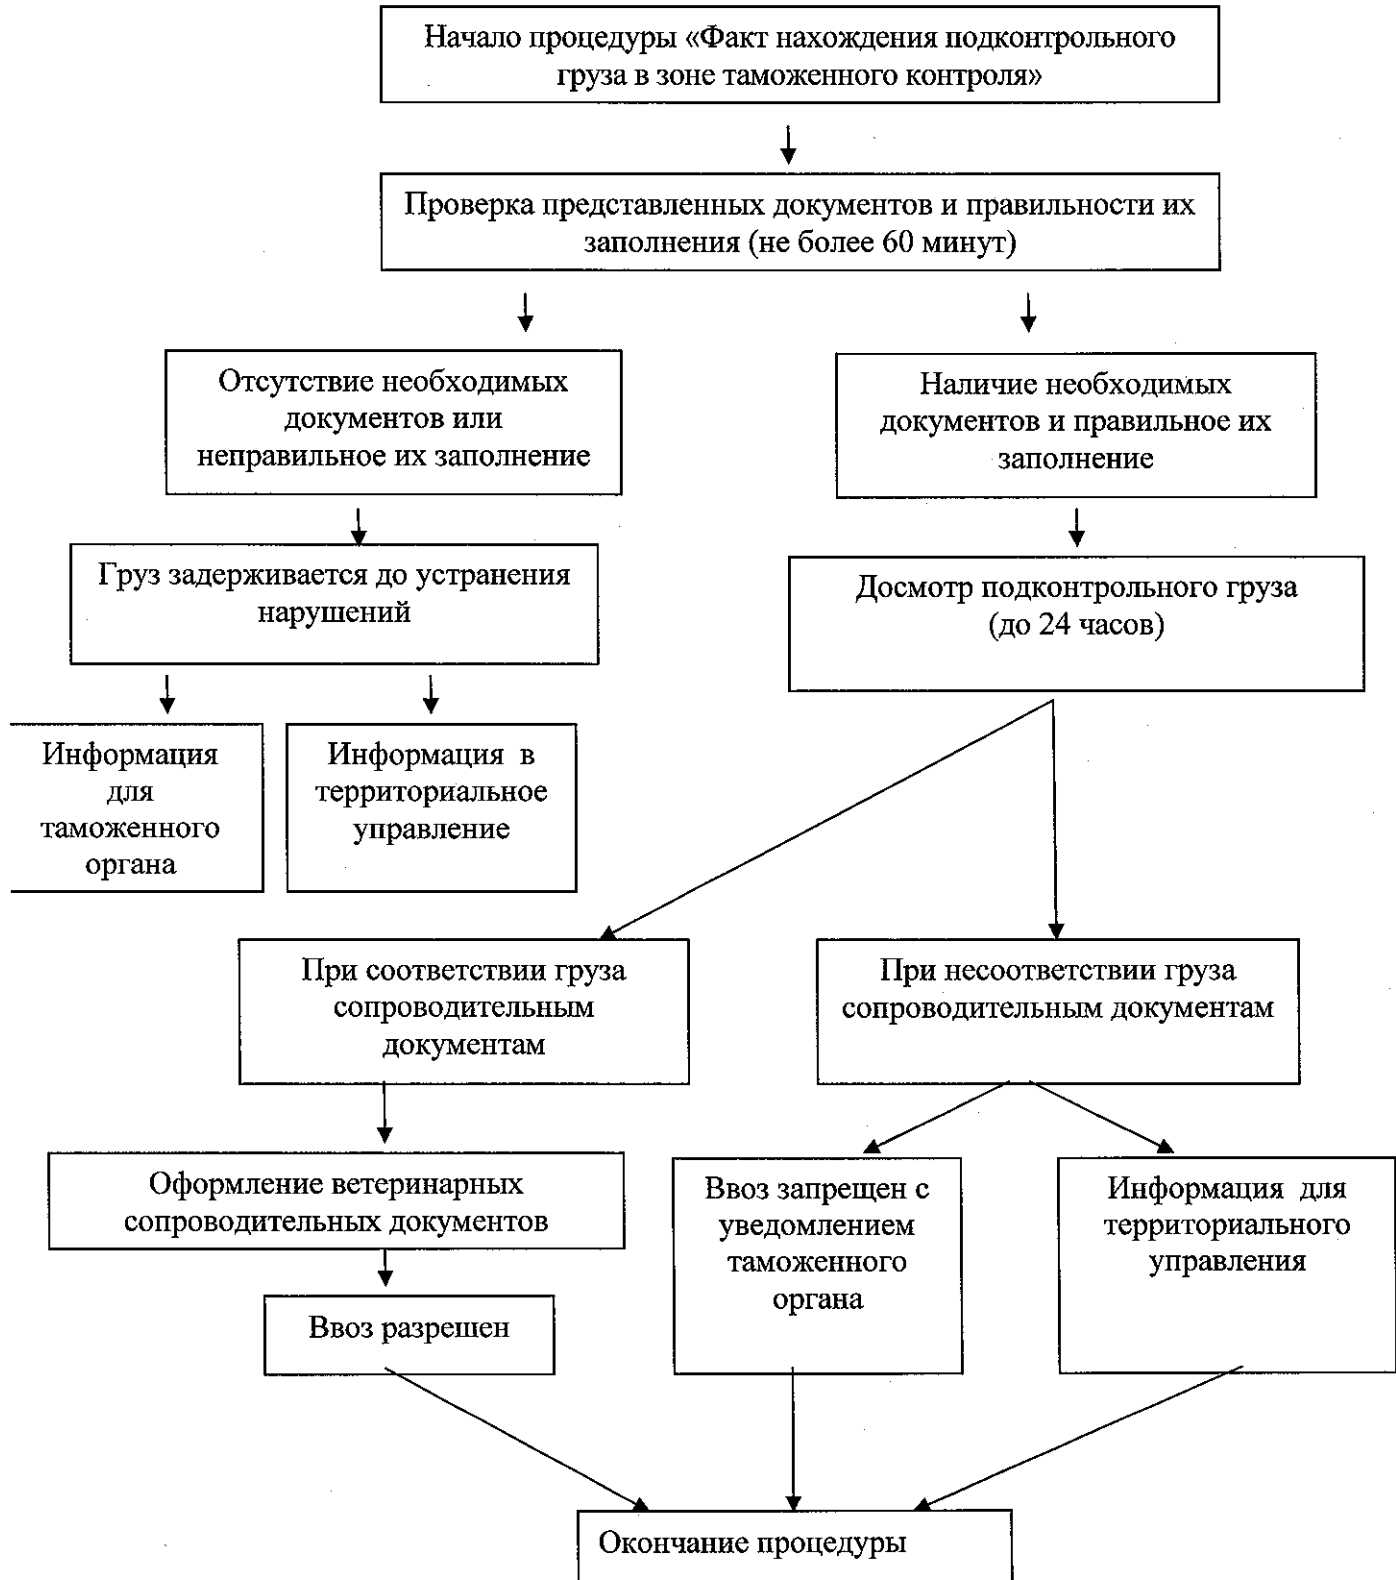 Начало процедуры «Факт нахождения подконтрольного
груза в зоне таможенного контроля»
Проверка представленных документов и правильности их
заполнения (не более 60 минут)
Отсутствие необходимых
документов или
неправильное их заполнение
Наличие необходимых
документов и правильное их
заполнение
Груз задерживается до устранения
нарушений
Досмотр подконтрольного груза
(до 24 часов)
Информация
для
таможенного
органа
Информация в
территориальное
управление
При соответствии груза
сопроводительным
документам
При несоответствии груза
сопроводительным документам
Оформление ветеринарных
сопроводительных документов
Ввоз запрещен с
уведомлением
таможенного
органа
Информация для
территориального
управления
Ввоз разрешен
Окончание процедуры